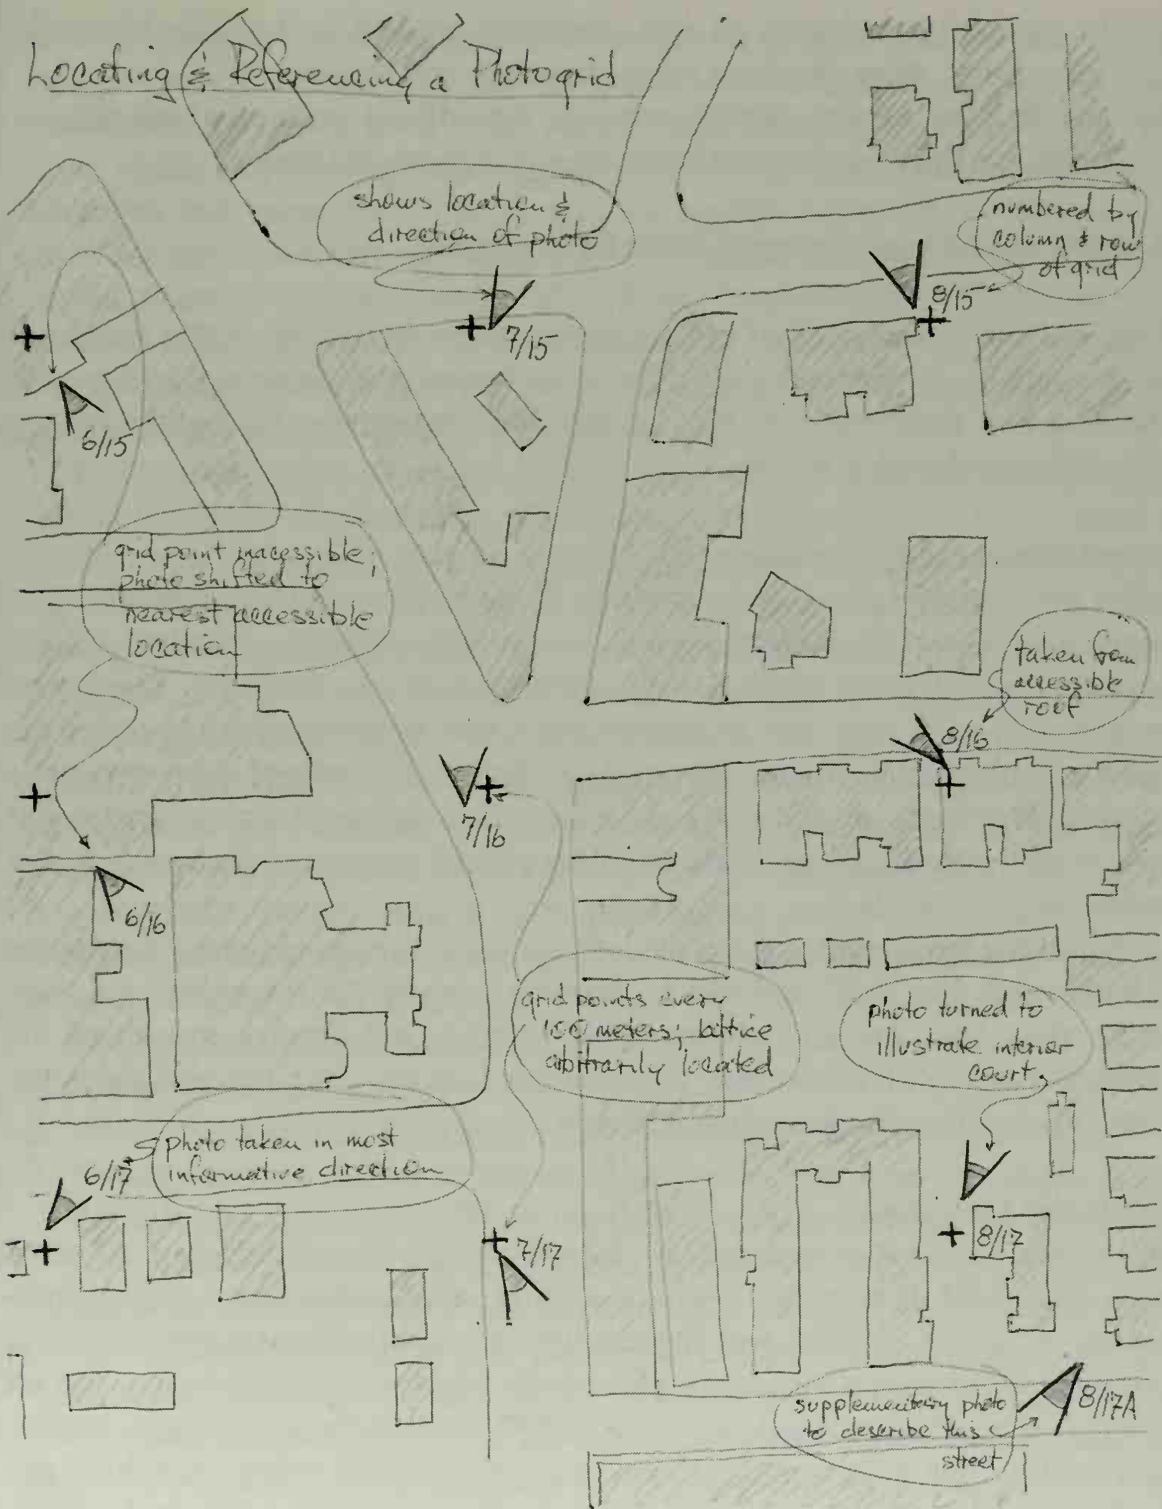 Locating & Referencing a Photogrid
shows location &
direction of photo
numbered by
column & row
of grid
8/15
7/15
6/15
grid point inacessible;
photo shifted to
nearest accessible
location
taken from
accessible
roof
8/16
7/16
6/16
grid points every
100 meters; lattice
arbitrarily located
photo turned to
illustrate interior
court
photo taken in most
informative direction
6/17
7/17
8/17
supplementary photo
to describe this
street
8/17A